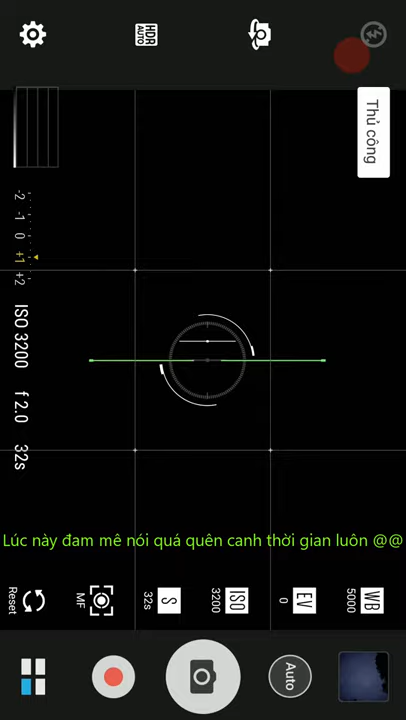 HDR
AUTO
Thủ công
-2 -1 0 +1 +2
ISO 3200
f 2.0
32s
Lúc này đam mê nói quá quên canh thời gian luôn @@
WB
5000
EV
0
ISO
3200
S
32s
MF
Reset
Auto